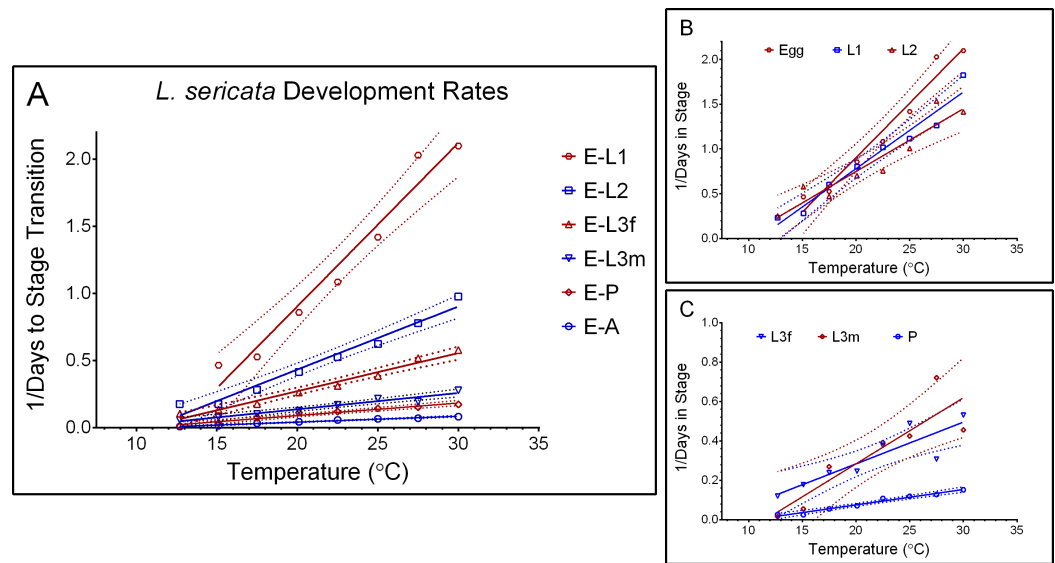 A
L. sericata Development Rates
1/Days to Stage Transition
2.0
1.5
1.0
0.5
0.0
10 15 20 25 30 35
Temperature (°C)
E-L1
E-L2
E-L3f
E-L3m
E-P
E-A
B
Egg L1 L2
1/Days in Stage
2.0
1.5
1.0
0.5
0.0
10 15 20 25 30 35
Temperature (°C)
C
L3f L3m P
1/Days in Stage
1.0
0.8
0.6
0.4
0.2
0.0
10 15 20 25 30 35
Temperature (°C)